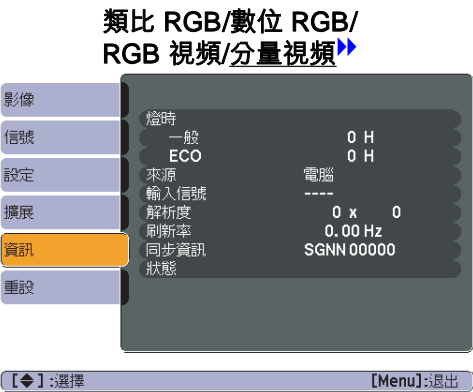 類比 RGB/數位 RGB/
RGB 視頻/分量視頻
影像
信號
設定
擴展
資訊
重設
燈時
一般 0 H
ECO 0 H
來源 電腦
輸入信號 ----
解析度 0 x 0
刷新率 0.00 Hz
同步資訊 SGNN 00000
狀態
[◆]:選擇 [Menu]:退出